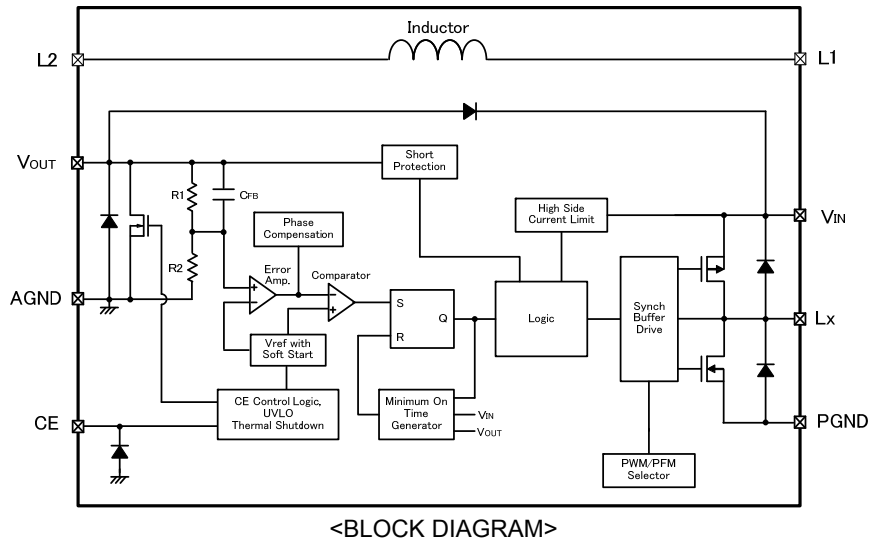 Inductor
L2
L1
VOUT
Short
Protection
R1
CFB
High Side
Current Limit
VIN
Phase
Compensation
R2
Error
Amp.
Comparator
AGND
S
Q
R
Logic
Synch
Buffer
Drive
Lx
Vref with
Soft Start
CE Control Logic,
UVLO
Thermal Shutdown
Minimum On
Time
Generator
VIN
VOUT
CE
PGND
PWM/PFM
Selector
+
−
−
+
<BLOCK DIAGRAM>